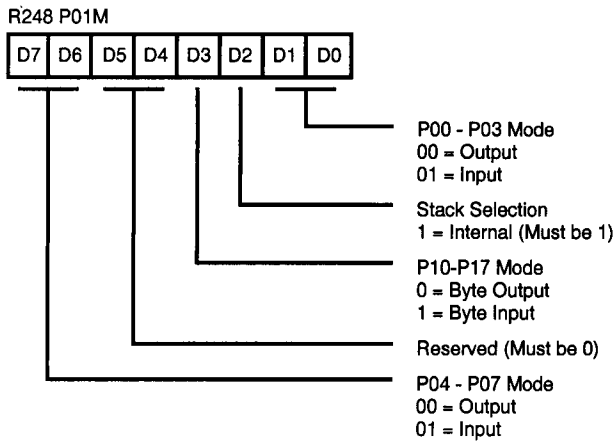 R248 P01M
D7 D6 D5 D4 D3 D2 D1 D0
P00 - P03 Mode
00 = Output
01 = Input
Stack Selection
1 = Internal (Must be 1)
P10-P17 Mode
0 = Byte Output
1 = Byte Input
Reserved (Must be 0)
P04 - P07 Mode
00 = Output
01 = Input